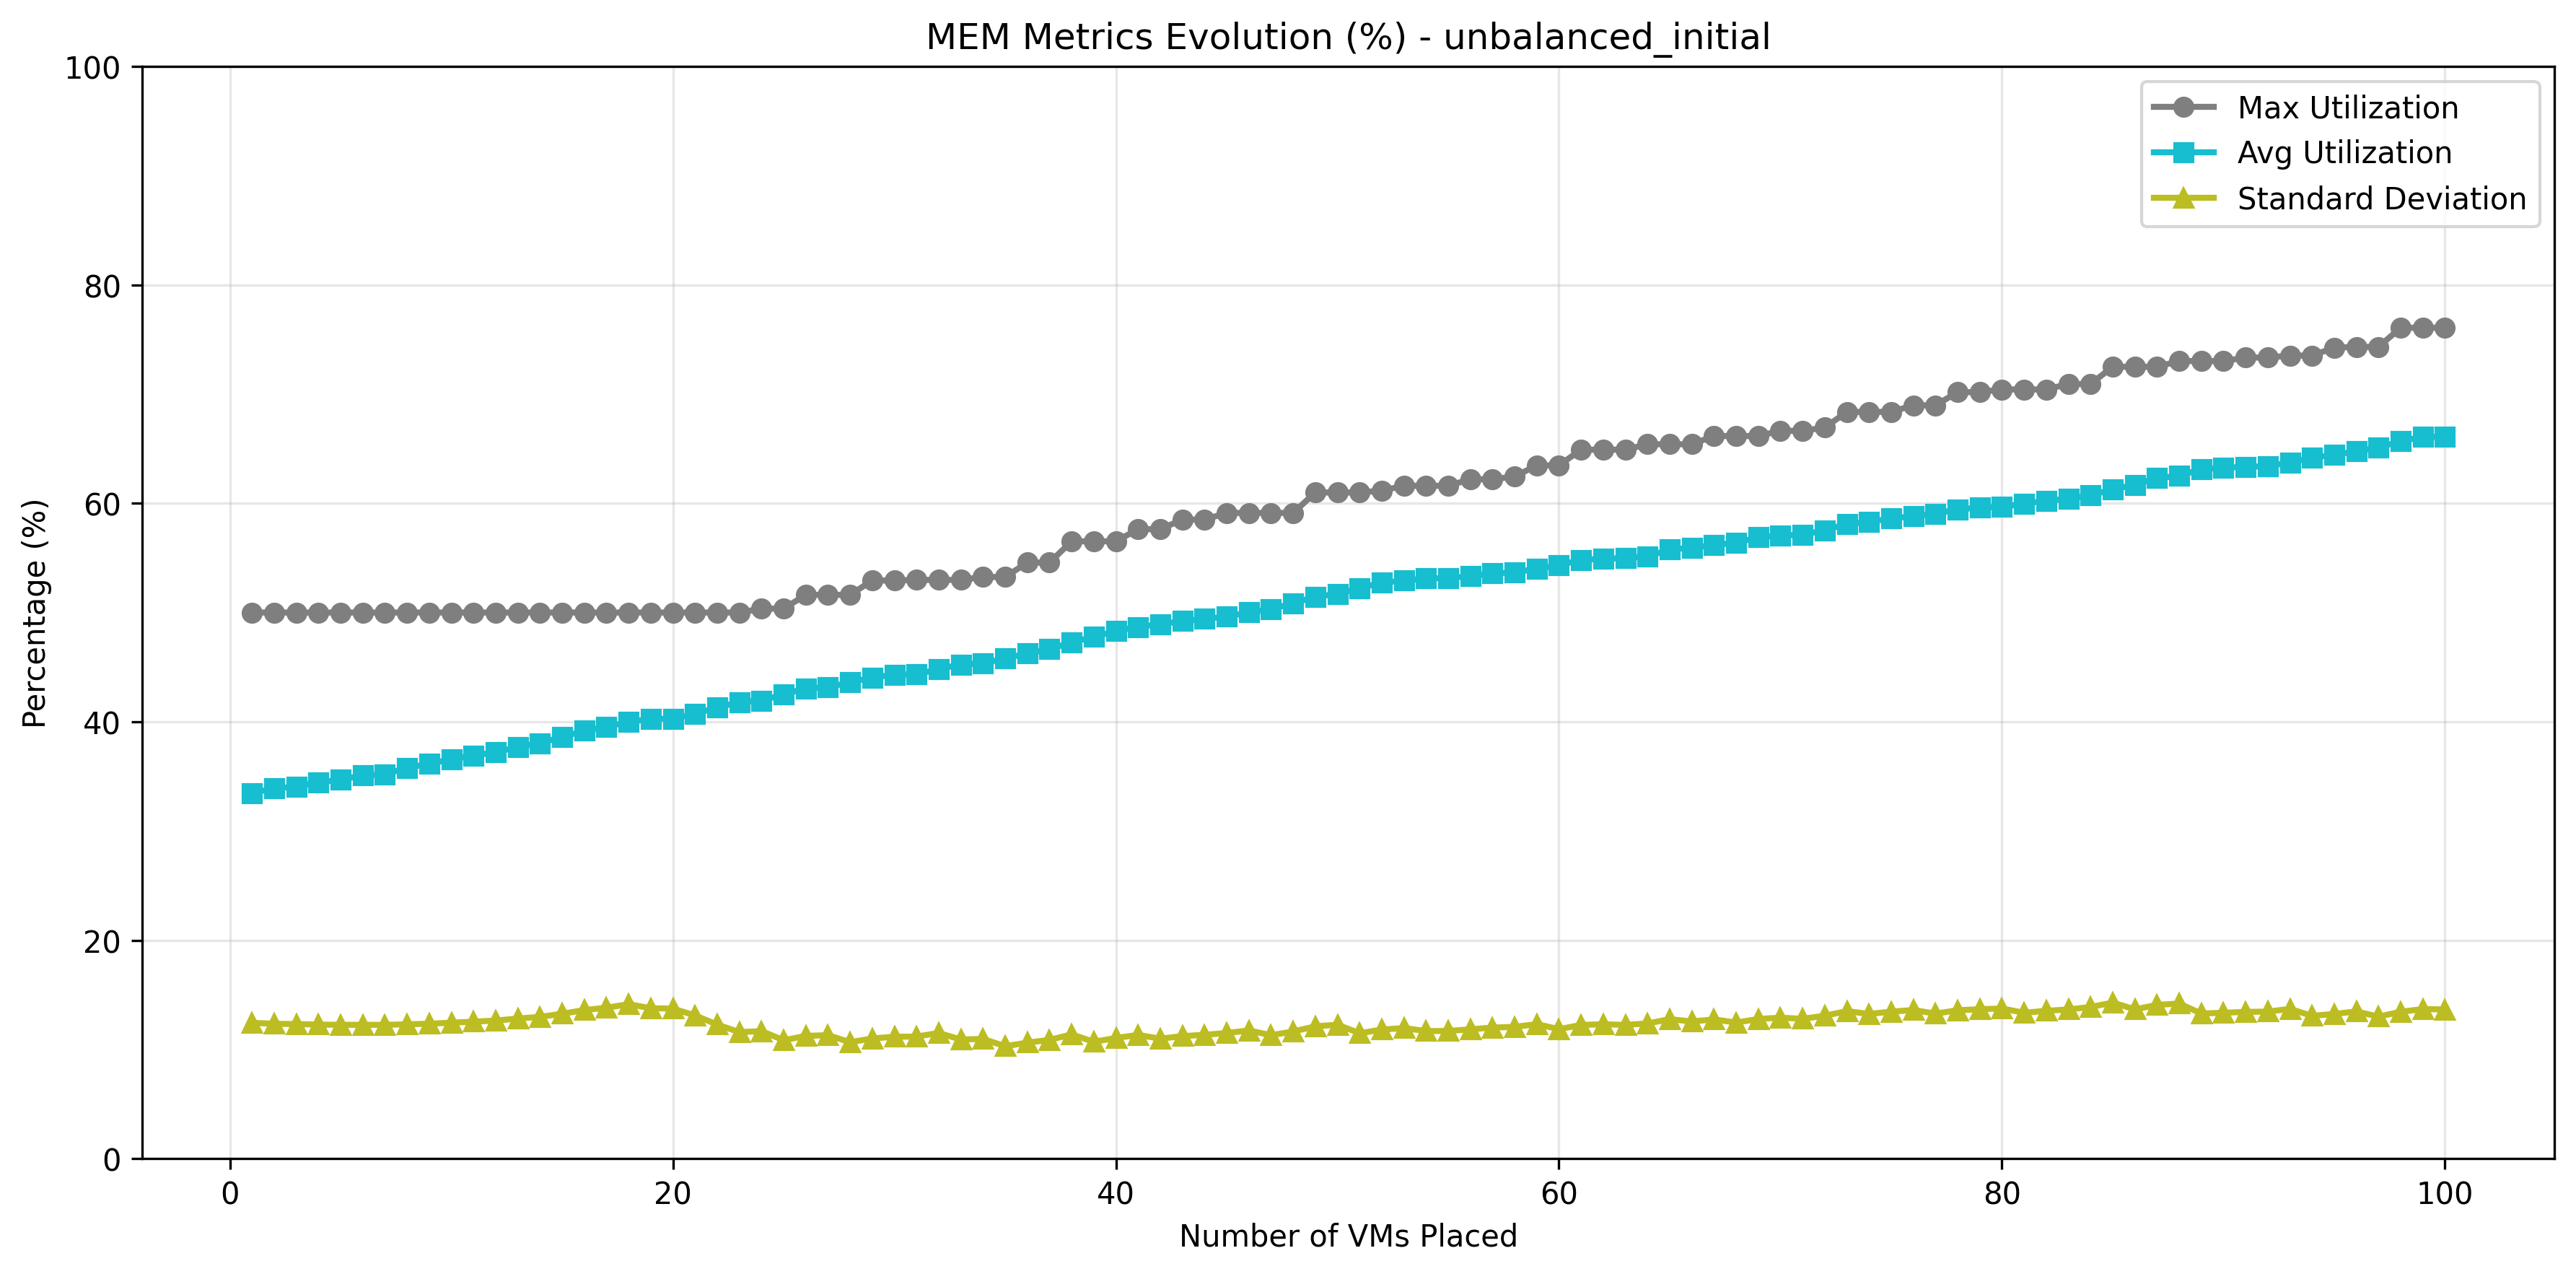 MEM Metrics Evolution (%) - unbalanced_initial
100
80
60
40
20
0
Percentage (%)
Max Utilization
Avg Utilization
Standard Deviation
0 20 40 60 80 100
Number of VMs Placed